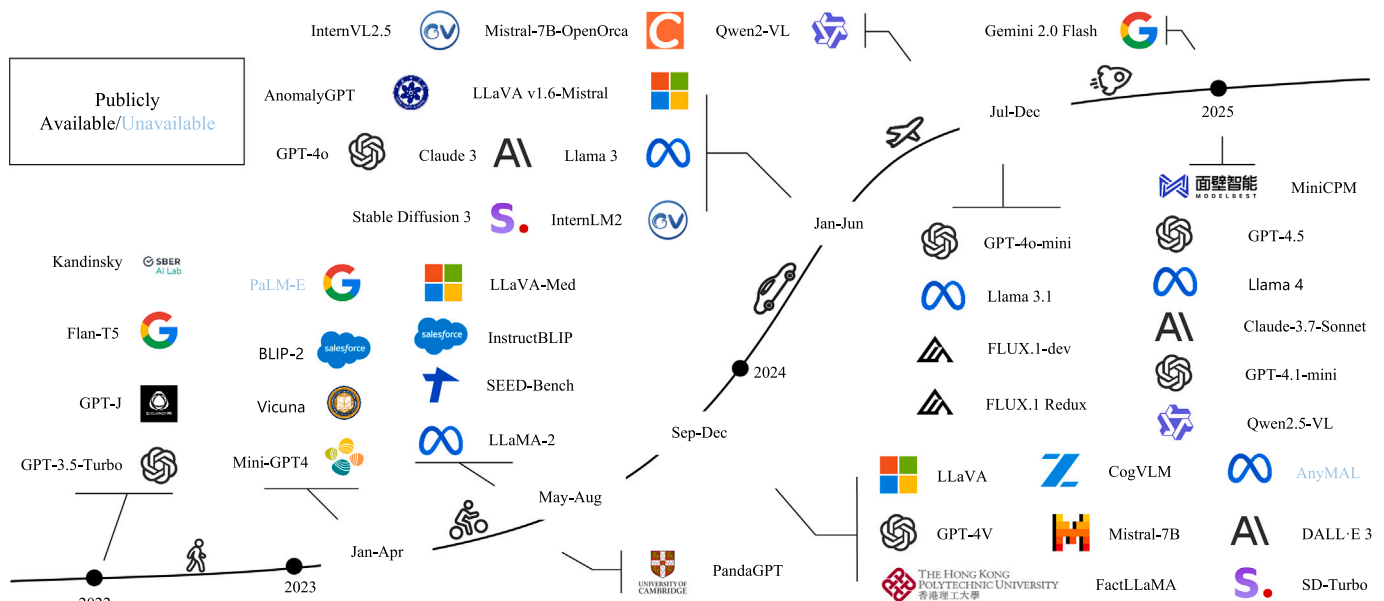 InternVL2.5
Mistral-7B-OpenOrca
Qwen2-VL
Gemini 2.0 Flash
Publicly
Available/Unavailable
AnomalyGPT
LLaVA v1.6-Mistral
GPT-4o
Claude 3
Llama 3
Stable Diffusion 3
InternLM2
Jul-Dec
2025
Jan-Jun
面壁智能
MODELBEST
MiniCPM
GPT-4o-mini
GPT-4.5
Llama 3.1
Llama 4
FLUX.1-dev
Claude-3.7-Sonnet
FLUX.1 Redux
GPT-4.1-mini
Qwen2.5-VL
Kandinsky
SBER
AI Lab
PaLM-E
LLaVA-Med
Flan-T5
BLIP-2
salesforce
salesforce
InstructBLIP
GPT-J
Vicuna
SEED-Bench
GPT-3.5-Turbo
Mini-GPT4
LLaMA-2
2024
Sep-Dec
May-Aug
Jan-Apr
2023
2022
LLaVA
CogVLM
AnyMAL
GPT-4V
Mistral-7B
DALL·E 3
UNIVERSITY OF
CAMBRIDGE
PandaGPT
THE HONG KONG
POLYTECHNIC UNIVERSITY
香港理工大學
FactLLaMA
SD-Turbo